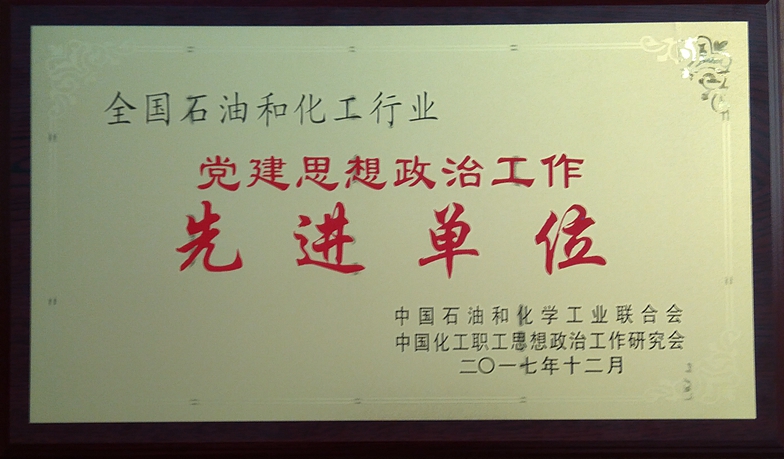 全国石油和化工行业
党建思想政治工作
先进单位
中国石油和化学工业联合会
中国化工职工思想政治工作研究会
二〇一七年十二月